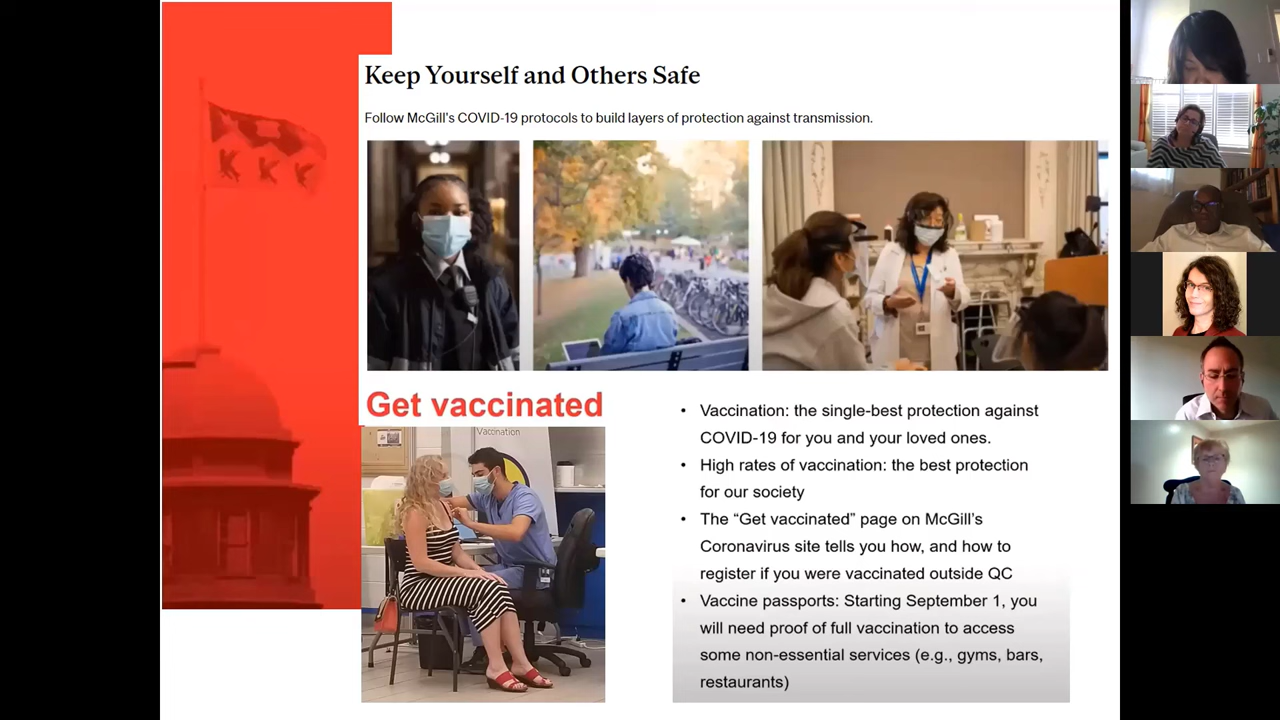 Keep Yourself and Others Safe
Follow McGill's COVID-19 protocols to build layers of protection against transmission.
Get vaccinated
Vaccination
• Vaccination: the single-best protection against
COVID-19 for you and your loved ones.
• High rates of vaccination: the best protection
for our society
• The “Get vaccinated” page on McGill’s
Coronavirus site tells you how, and how to
register if you were vaccinated outside QC
• Vaccine passports: Starting September 1, you
will need proof of full vaccination to access
some non-essential services (e.g., gyms, bars,
restaurants)